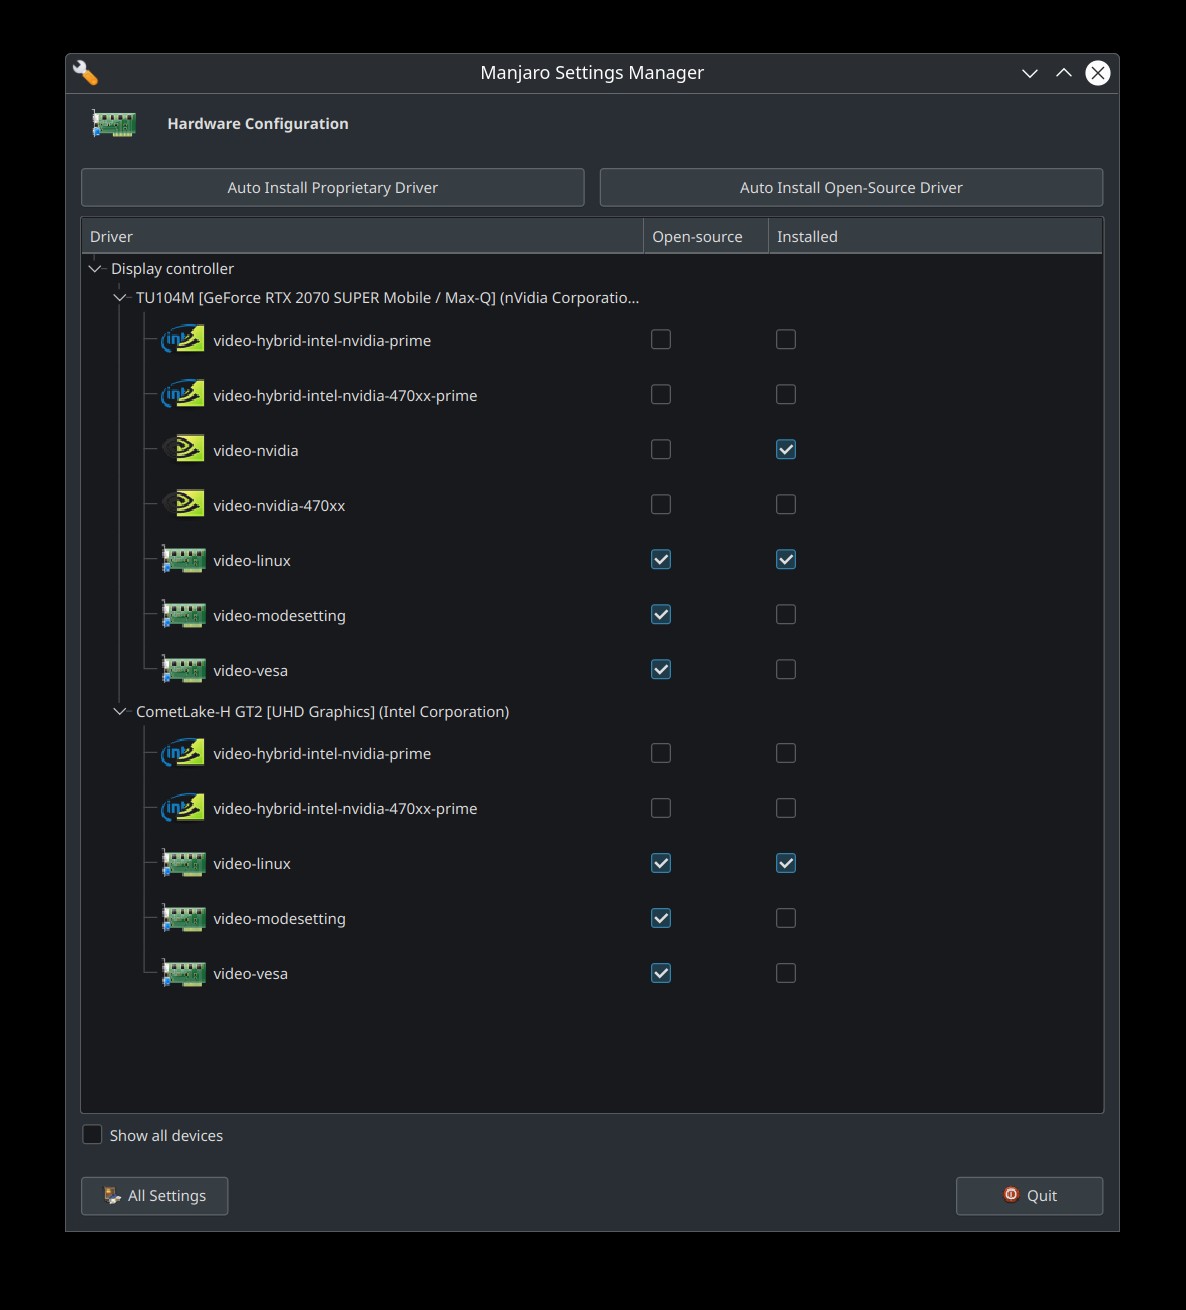 Manjaro Settings Manager
Hardware Configuration
Auto Install Proprietary Driver
Auto Install Open-Source Driver
Driver
Open-source
Installed
Display controller
TU104M [GeForce RTX 2070 SUPER Mobile / Max-Q] (nVidia Corporatio...
video-hybrid-intel-nvidia-prime
video-hybrid-intel-nvidia-470xx-prime
video-nvidia
video-nvidia-470xx
video-linux
video-modesetting
video-vesa
CometLake-H GT2 [UHD Graphics] (Intel Corporation)
video-hybrid-intel-nvidia-prime
video-hybrid-intel-nvidia-470xx-prime
video-linux
video-modesetting
video-vesa
Show all devices
All Settings
Quit